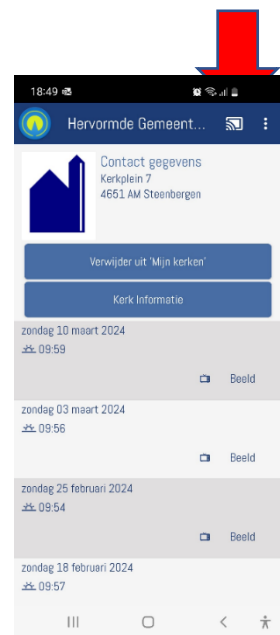 18:49
Hervormde Gemeent...
Contact gegevens
Kerkplein 7
4651 AM Steenbergen
Verwijder uit 'Mijn kerken'
Kerk Informatie
zondag 10 maart 2024
09:59
Beeld
zondag 03 maart 2024
09:56
Beeld
zondag 25 februari 2024
09:54
Beeld
zondag 18 februari 2024
09:57